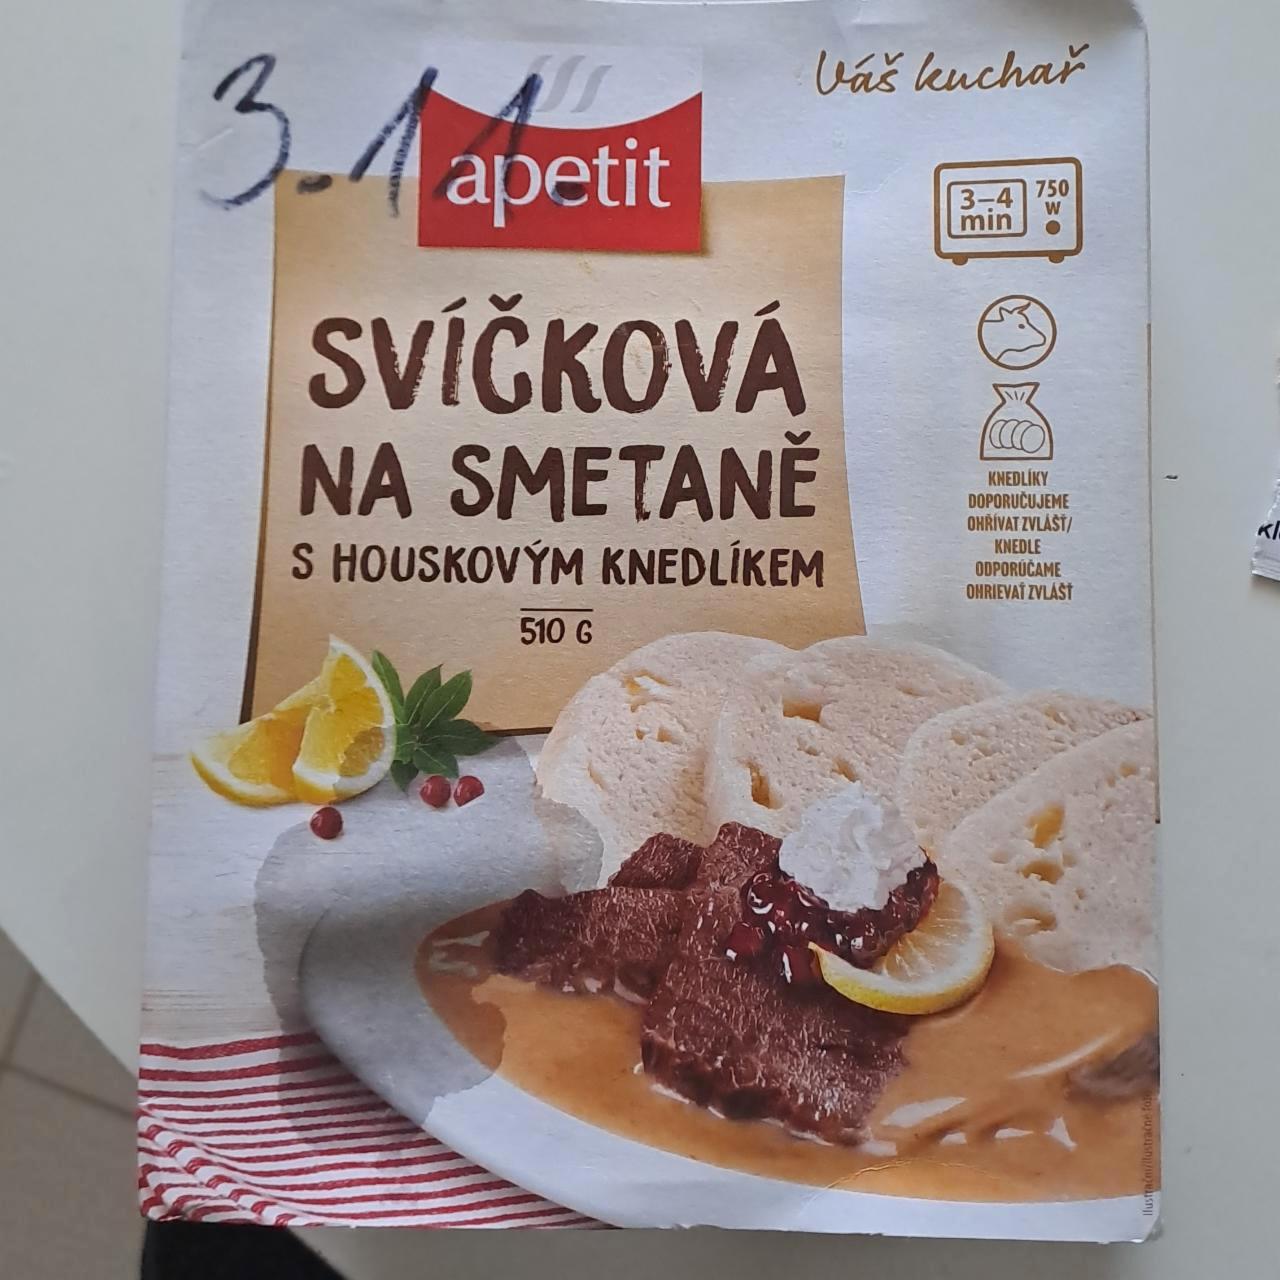 3.11.
Váš kuchař
apetit
3–4 min
750 W
SVÍČKOVÁ
NA SMETANĚ
S HOUSKOVÝM KNEDLÍKEM
510 G
KNEDLÍKY
DOPORUČUJEME
OHŘÍVAT ZVLÁŠŤ/
KNEDLE
ODPORÚČAME
OHRIEVAŤ ZVLÁŠŤ